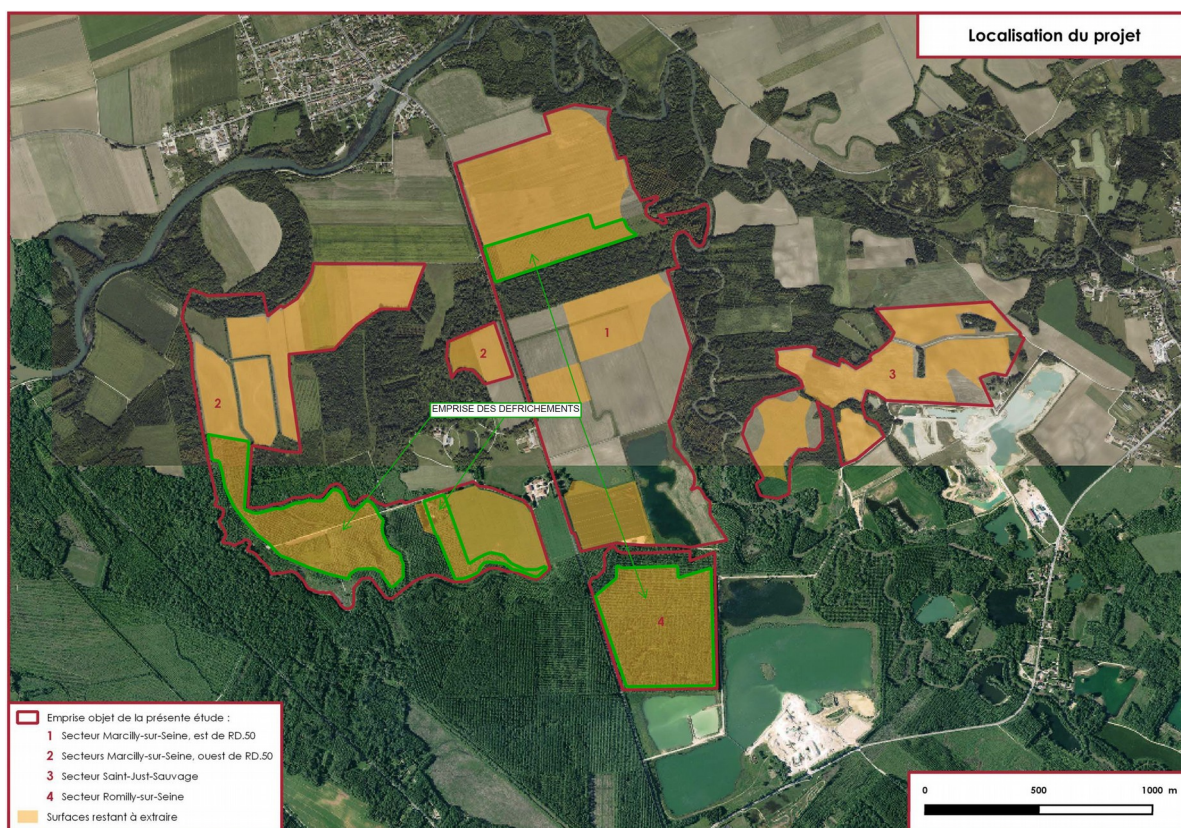 Localisation du projet
1
2
3
2
EMPRISE DES DEFRICHEMENTS
4
Emprise objet de la présente étude :
1 Secteur Marcilly-sur-Seine, est de RD.50
2 Secteurs Marcilly-sur-Seine, ouest de RD.50
3 Secteur Saint-Just-Sauvage
4 Secteur Romilly-sur-Seine
Surfaces restant à extraire
0 500 1000 m